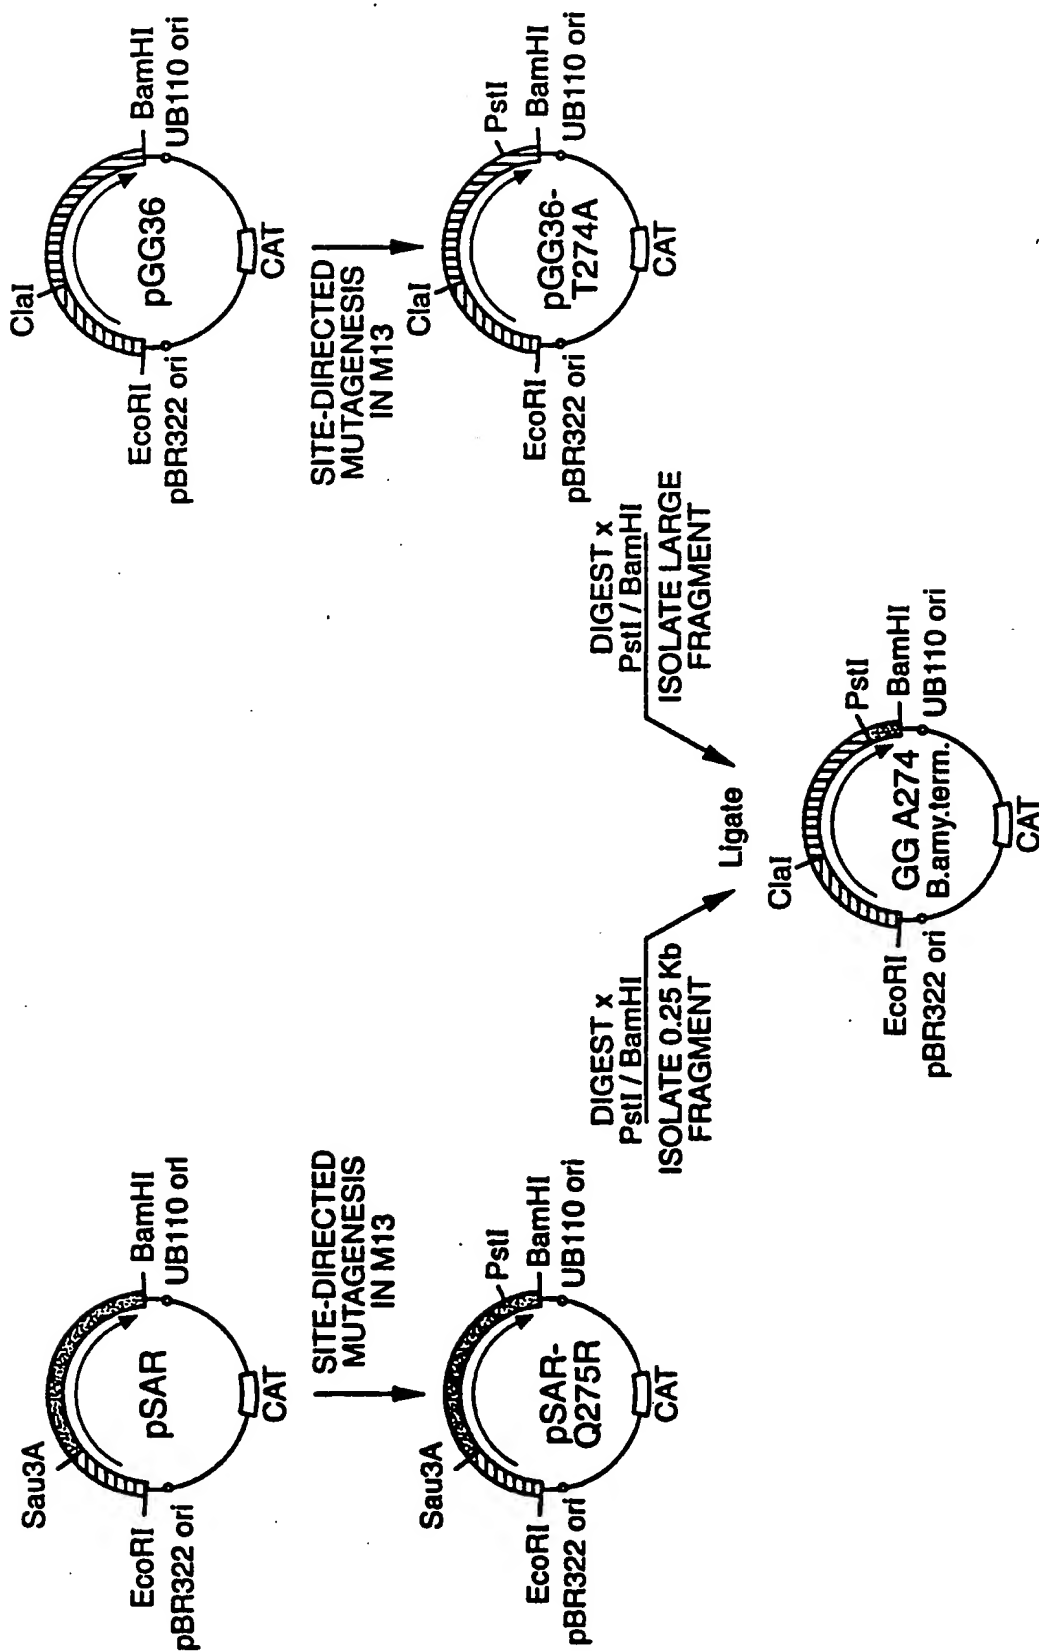 ClaI
BamHI
UB110 ori
pGG36
EcoRI
pBR322 ori
CAT
SITE-DIRECTED
MUTAGENESIS
IN M13
ClaI
PstI
BamHI
UB110 ori
pGG36-
T274A
EcoRI
pBR322 ori
CAT
DIGEST x
PstI / BamHI
ISOLATE LARGE
FRAGMENT
Sau3A
BamHI
UB110 ori
pSAR
EcoRI
pBR322 ori
CAT
SITE-DIRECTED
MUTAGENESIS
IN M13
Sau3A
PstI
BamHI
UB110 ori
pSAR-
Q275R
EcoRI
pBR322 ori
CAT
DIGEST x
PstI / BamHI
ISOLATE 0.25 Kb
FRAGMENT
Ligate
ClaI
PstI
BamHI
UB110 ori
GG A274
B.amy.term.
EcoRI
pBR322 ori
CAT